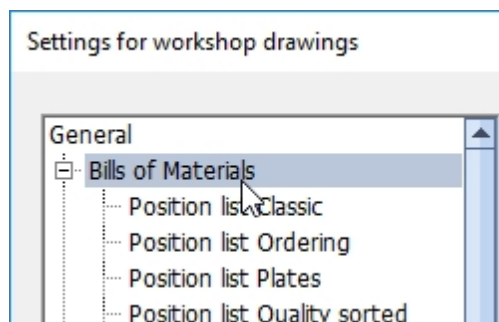 Settings for workshop drawings
General
Bills of Materials
Position list Classic
Position list Ordering
Position list Plates
Position list Quality sorted